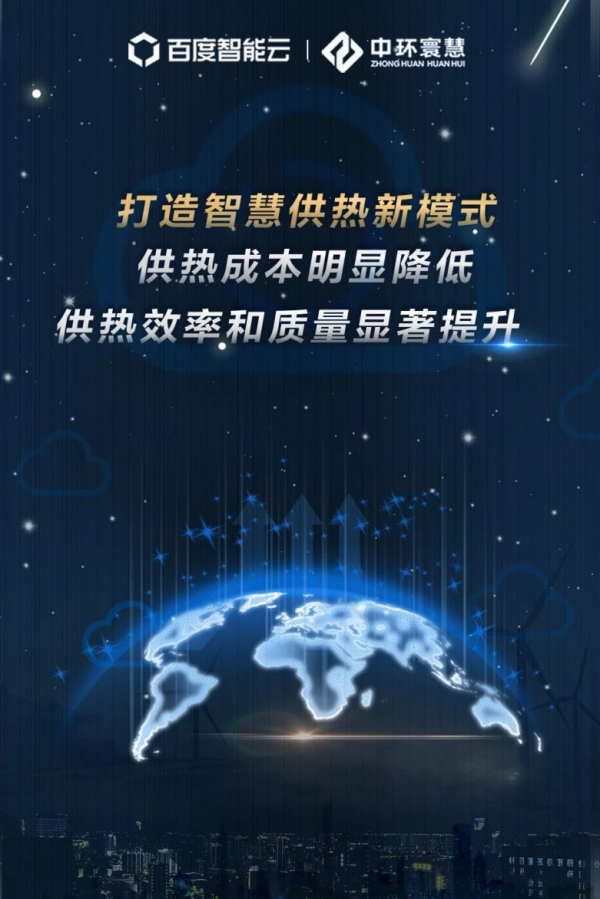 百度智能云 | 中环寰慧
ZHONG HUAN HUAN HUI
打造智慧供热新模式
供热成本明显降低
供热效率和质量显著提升